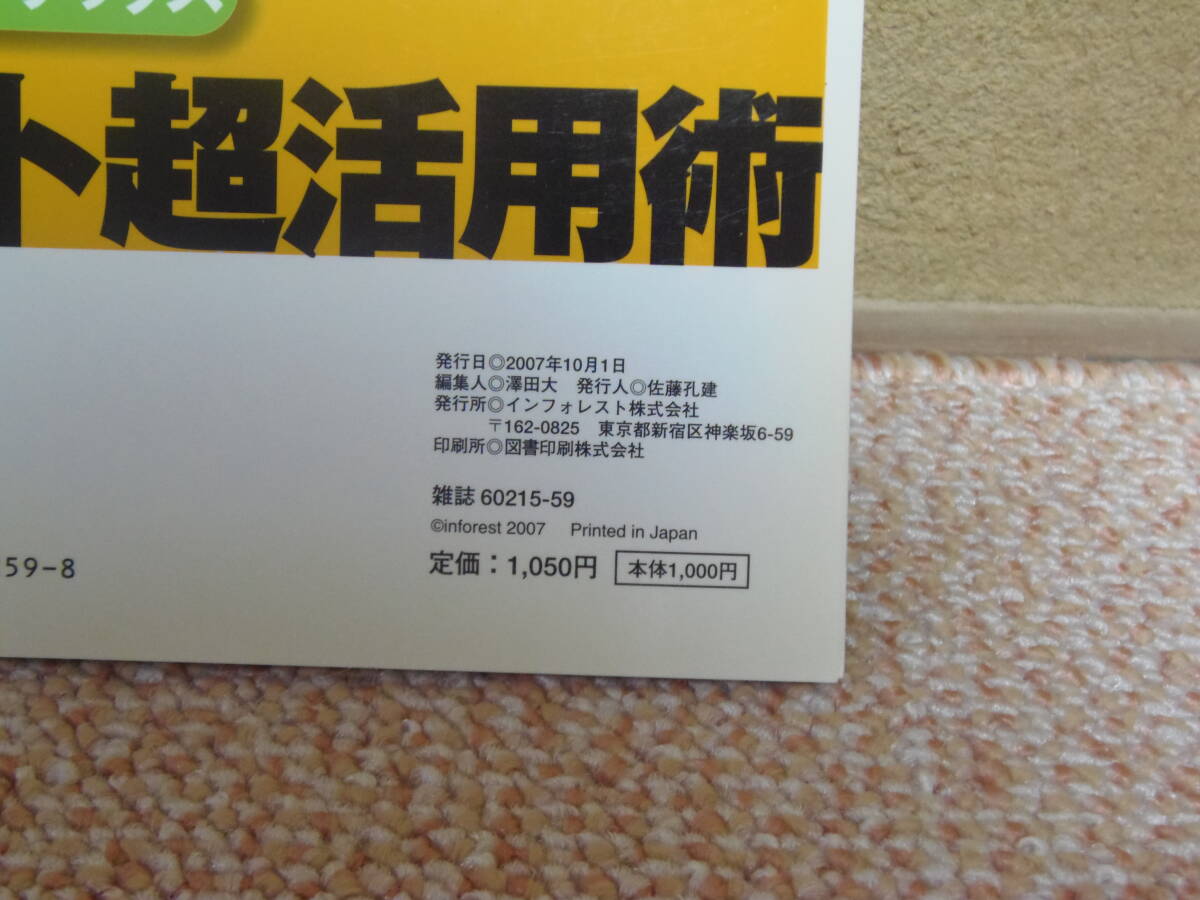 ックス
ト超活用術
発行日◎2007年10月1日
編集人◎澤田大　発行人◎佐藤孔建
発行所◎インフォレスト株式会社
〒162-0825　東京都新宿区神楽坂6-59
印刷所◎図書印刷株式会社
雑誌 60215-59
©inforest 2007　Printed in Japan
定価：1,050円 本体1,000円
59-8